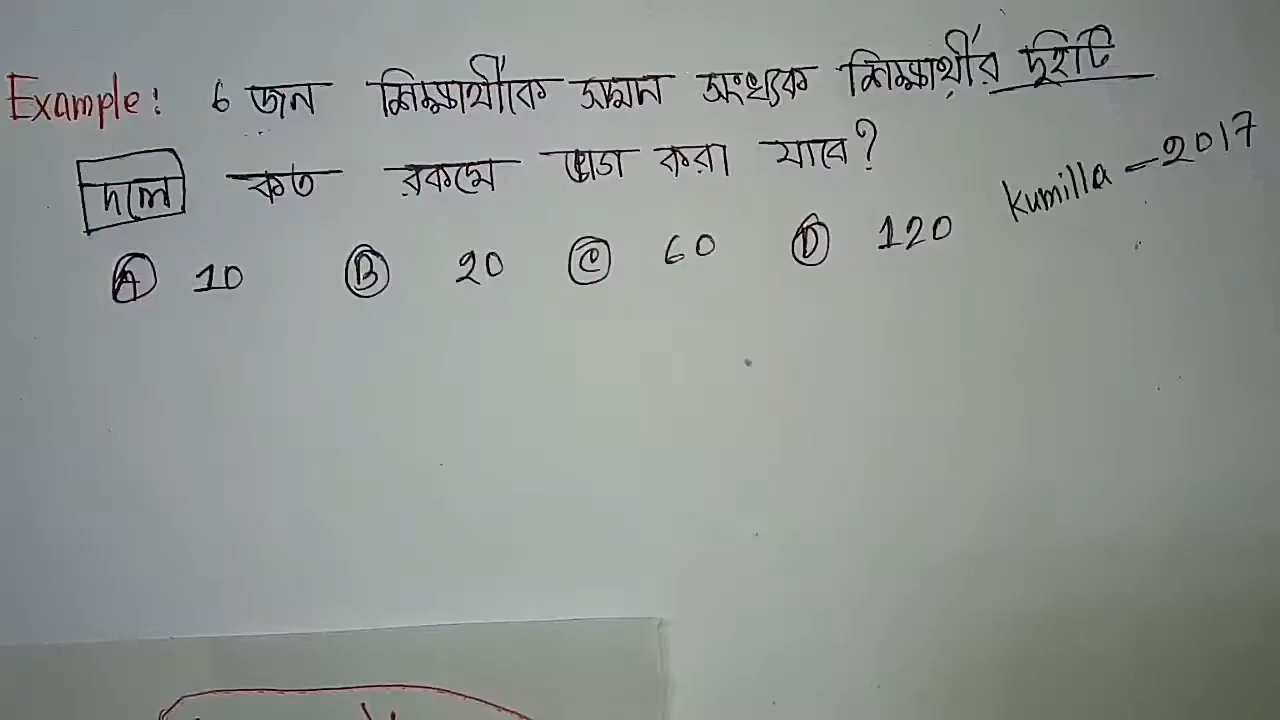 Example: 6 জন শিক্ষার্থীকে সমান সংখ্যক শিক্ষার্থীর দুইটি
দলে কত রকমে ভাগ করা যাবে?
Kumilla - 2017
A 10 B 20 C 60 D 120